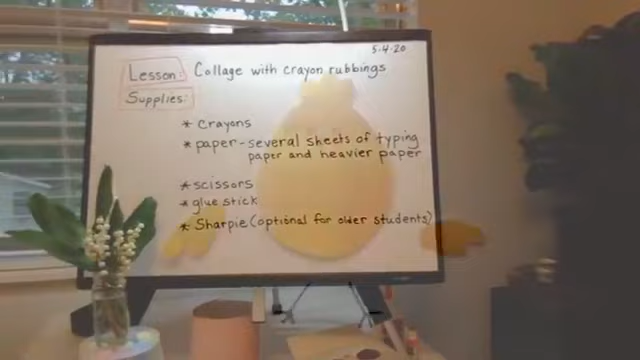 5-4-20
Lesson: Collage with crayon rubbings
Supplies:
* Crayons
* paper - several sheets of typing
paper and heavier paper
* scissors
* glue stick
* Sharpie (optional for older students)